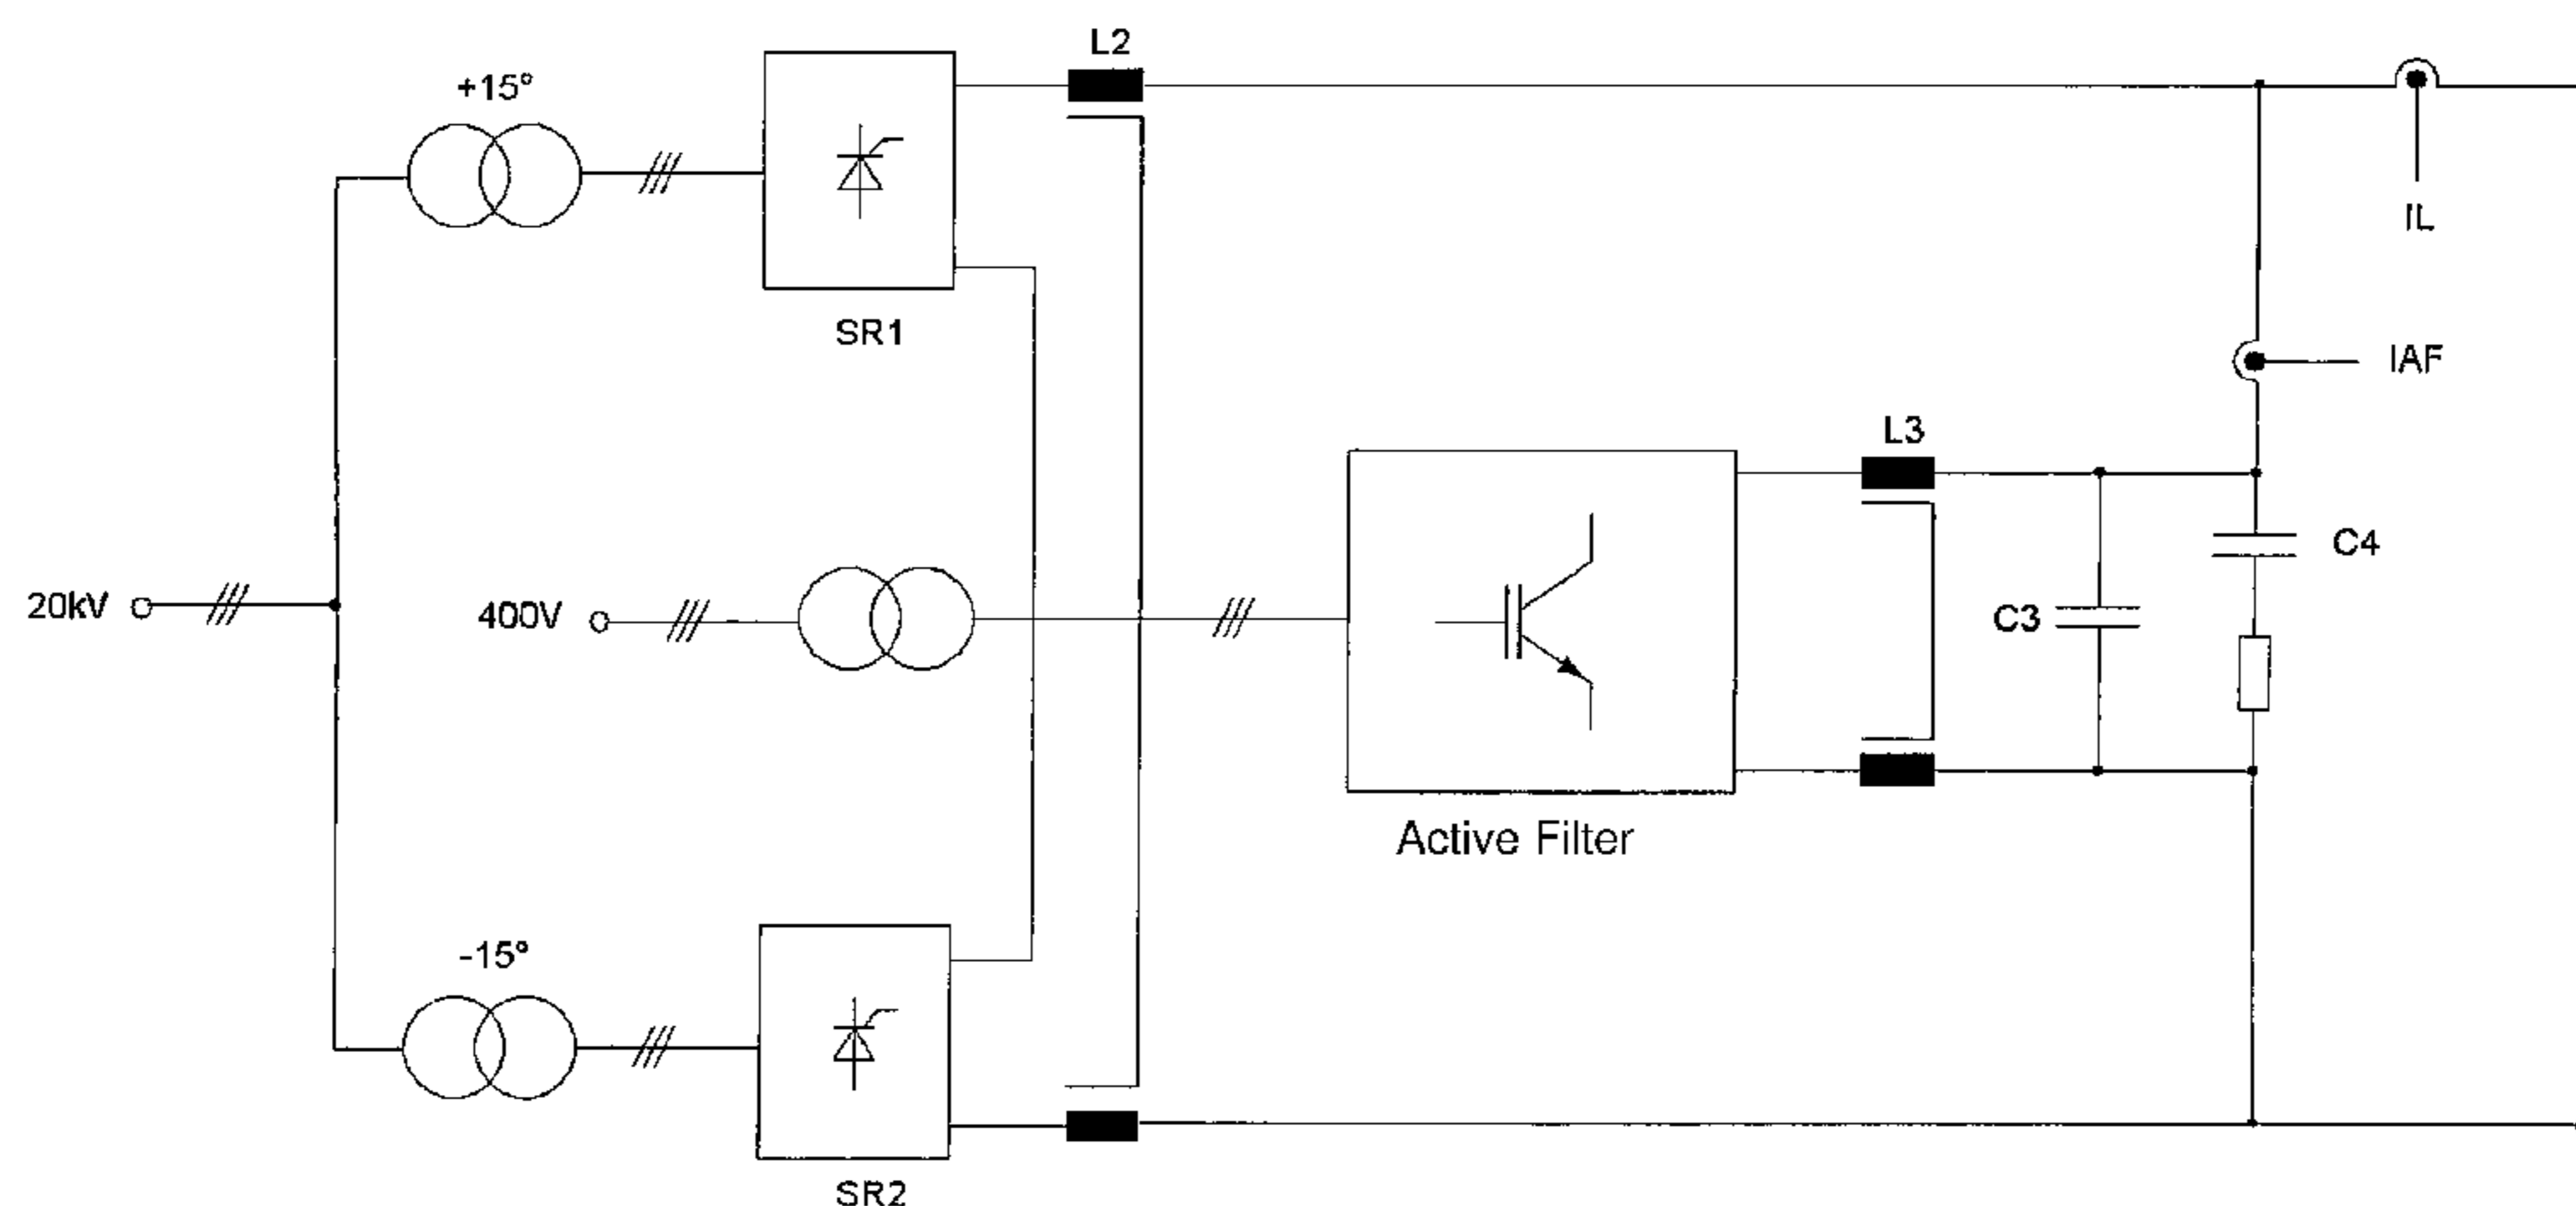 L2
+15°
IL
SR1
IAF
L3
C4
20kV
400V
C3
Active Filter
-15°
SR2